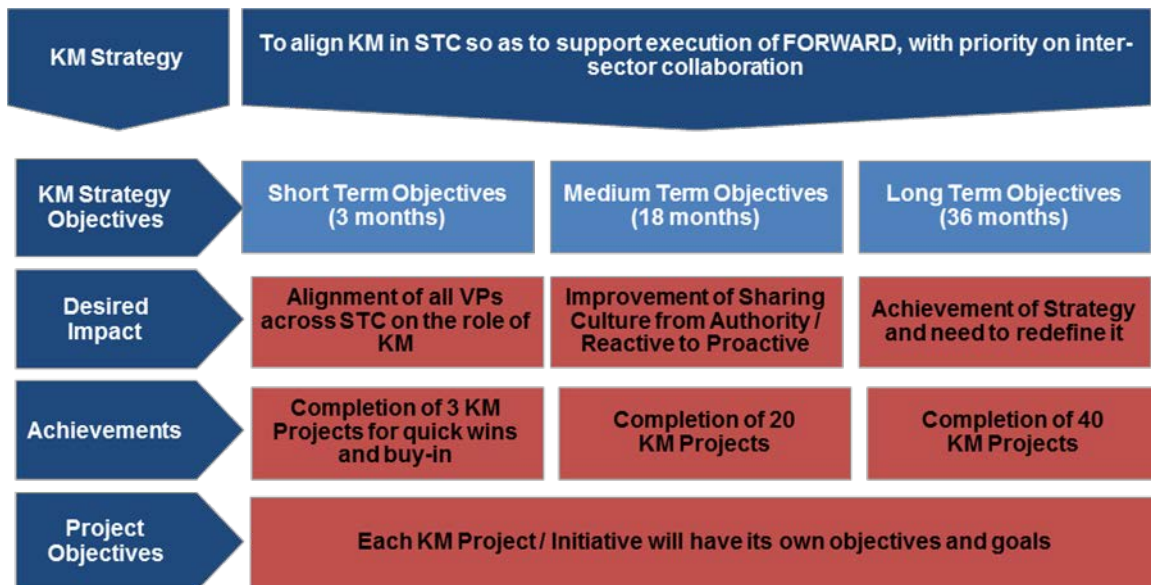 KM Strategy
To align KM in STC so as to support execution of FORWARD, with priority on inter-
sector collaboration
KM Strategy
Objectives
Short Term Objectives
(3 months)
Medium Term Objectives
(18 months)
Long Term Objectives
(36 months)
Desired
Impact
Alignment of all VPs
across STC on the role of
KM
Improvement of Sharing
Culture from Authority /
Reactive to Proactive
Achievement of Strategy
and need to redefine it
Achievements
Completion of 3 KM
Projects for quick wins
and buy-in
Completion of 20
KM Projects
Completion of 40
KM Projects
Project
Objectives
Each KM Project / Initiative will have its own objectives and goals